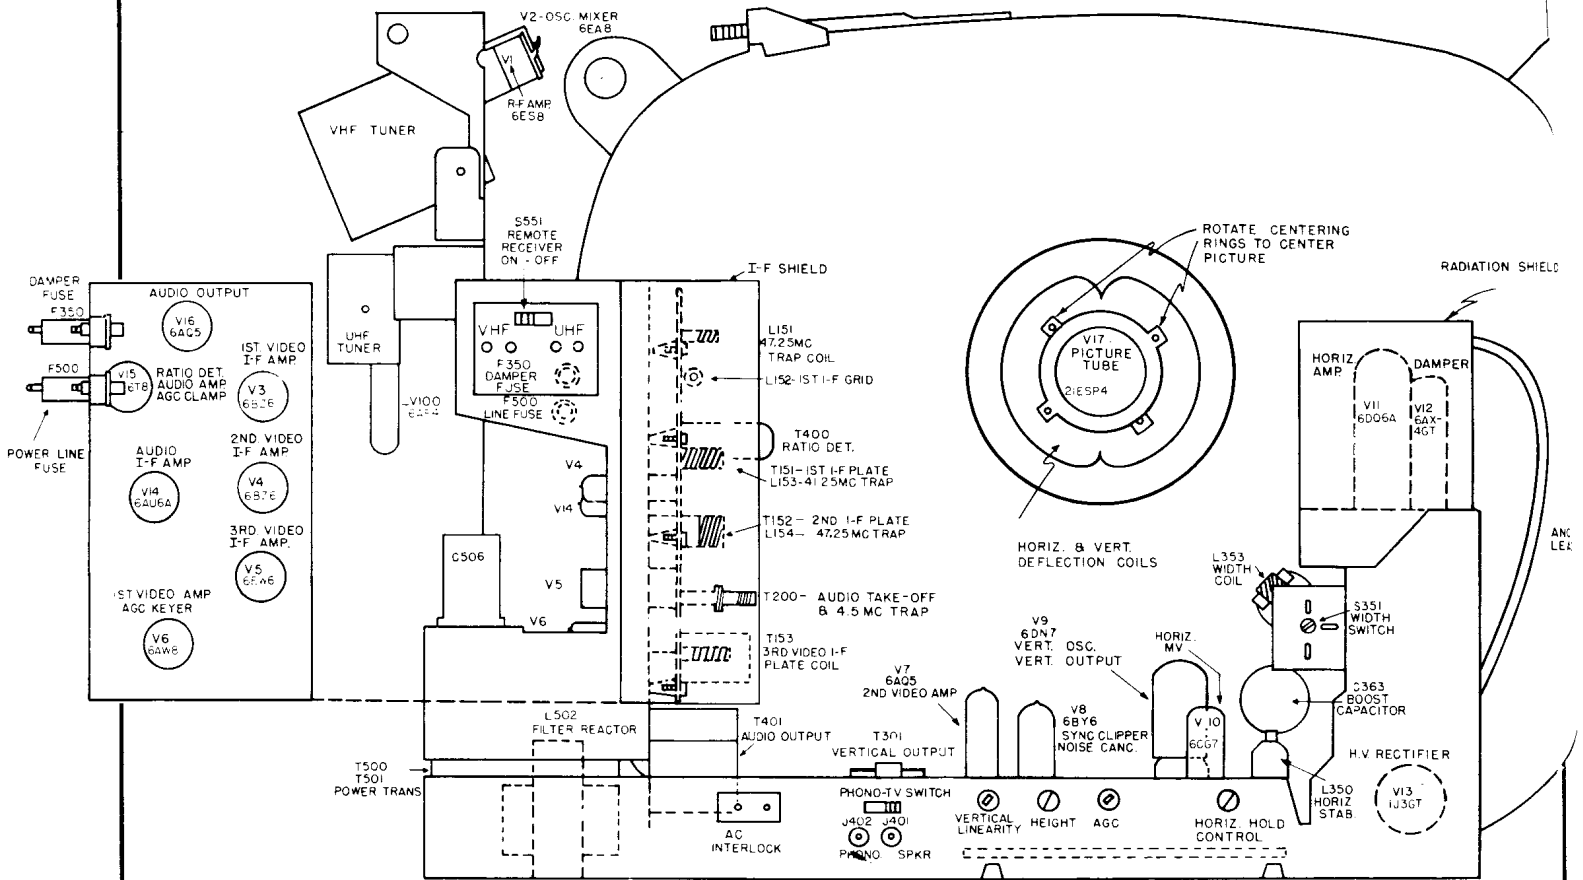 V2-OSC. MIXER
6EA8
V1
R-F AMP.
6ES8
VHF TUNER
S551
REMOTE
RECEIVER
ON - OFF
I-F SHIELD
ROTATE CENTERING
RINGS TO CENTER
PICTURE
RADIATION SHIELD
DAMPER
FUSE
F350
AUDIO OUTPUT
V16
6AQ5
F500
V15
6T8
RATIO DET.
AUDIO AMP
AGC CLAMP
1ST. VIDEO
I-F AMP.
V3
6BZ6
POWER LINE
FUSE
AUDIO
I-F AMP
V14
6AU6A
2ND. VIDEO
I-F AMP.
V4
6BZ6
3RD. VIDEO
I-F AMP.
V5
6EW6
1ST VIDEO AMP
AGC KEYER
V6
6AW8
UHF
TUNER
V100
6AF4
VHF
UHF
F350
DAMPER
FUSE
F500
LINE FUSE
L151
47.25MC
TRAP COIL
L152-1ST I-F GRID
T400
RATIO DET.
T151-1ST I-F PLATE
L153-41.25MC TRAP
T152- 2ND I-F PLATE
L154- 47.25MC TRAP
T200- AUDIO TAKE-OFF
& 4.5 MC TRAP
T153
3RD VIDEO I-F
PLATE COIL
V4
V14
V5
V6
C506
V17
PICTURE
TUBE
21ESP4
HORIZ. & VERT.
DEFLECTION COILS
HORIZ.
AMP.
DAMPER
V11
6DQ6A
V12
6AX-
4GT
L353
WIDTH
COIL
S351
WIDTH
SWITCH
C363
BOOST
CAPACITOR
H.V. RECTIFIER
V13
1J3GT
L350
HORIZ
STAB.
V9
6DN7
VERT. OSC.
VERT. OUTPUT
HORIZ.
MV
V10
6CG7
V7
6AQ5
2ND VIDEO AMP
V8
6BY6
SYNC CLIPPER
NOISE CANC.
T301
VERTICAL OUTPUT
T401
AUDIO OUTPUT
L502
FILTER REACTOR
T500
T501
POWER TRANS
AC
INTERLOCK
PHONO-TV SWITCH
J402 J401
PHONO. SPKR
VERTICAL
LINEARITY
HEIGHT
AGC
HORIZ. HOLD
CONTROL